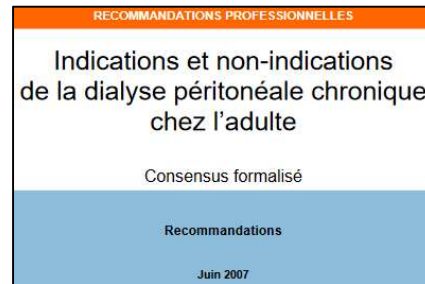 RECOMMANDATIONS PROFESSIONNELLES
Indications et non-indications
de la dialyse péritonéale chronique
chez l'adulte
Consensus formalisé
Recommandations
Juin 2007